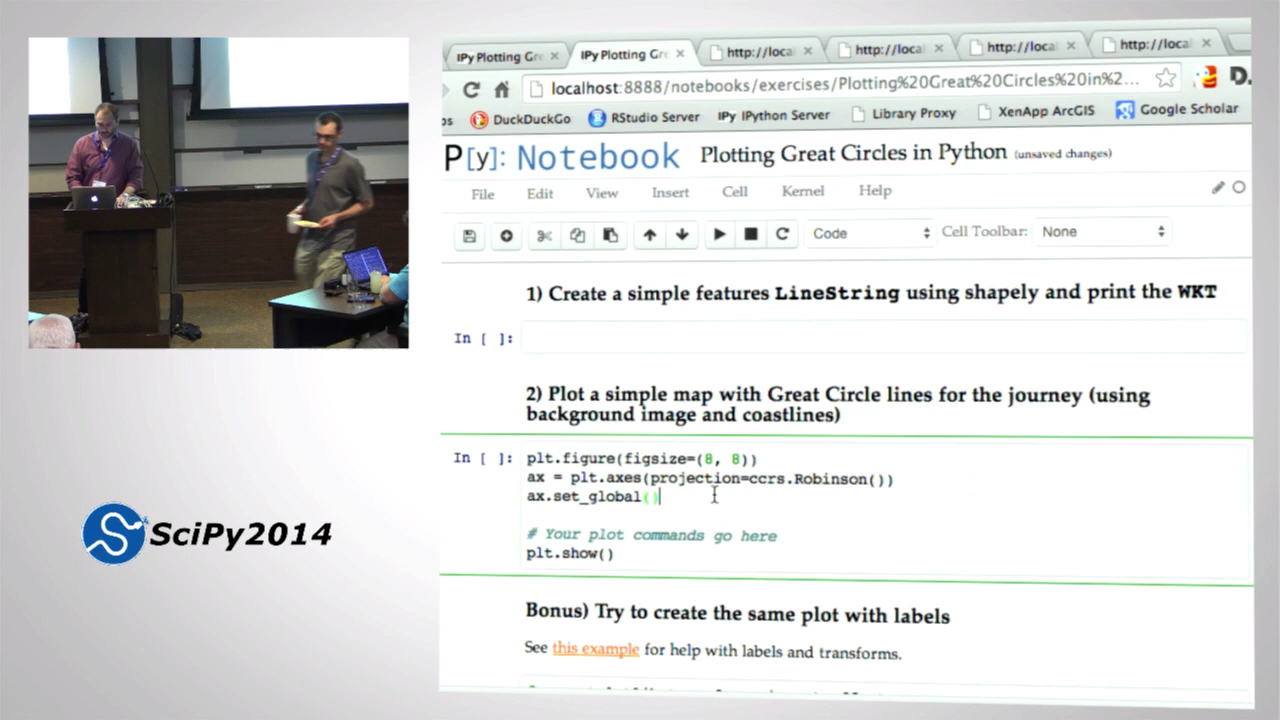 IPy Plotting Gre
IPy Plotting Gre
http://local
http://local
http://local
http://local
localhost:8888/notebooks/exercises/Plotting%20Great%20Circles%20in%2...
D.
os
DuckDuckGo
RStudio Server
IPy IPython Server
Library Proxy
XenApp ArcGIS
Google Scholar
P[y]: Notebook
Plotting Great Circles in Python (unsaved changes)
File Edit View Insert Cell Kernel Help
Code
Cell Toolbar: None
1) Create a simple features LineString using shapely and print the WKT
In [ ]:
2) Plot a simple map with Great Circle lines for the journey (using
background image and coastlines)
In [ ]: plt.figure(figsize=(8, 8))
ax = plt.axes(projection=ccrs.Robinson())
ax.set_global()
# Your plot commands go here
plt.show()
Bonus) Try to create the same plot with labels
See this example for help with labels and transforms.
SciPy2014